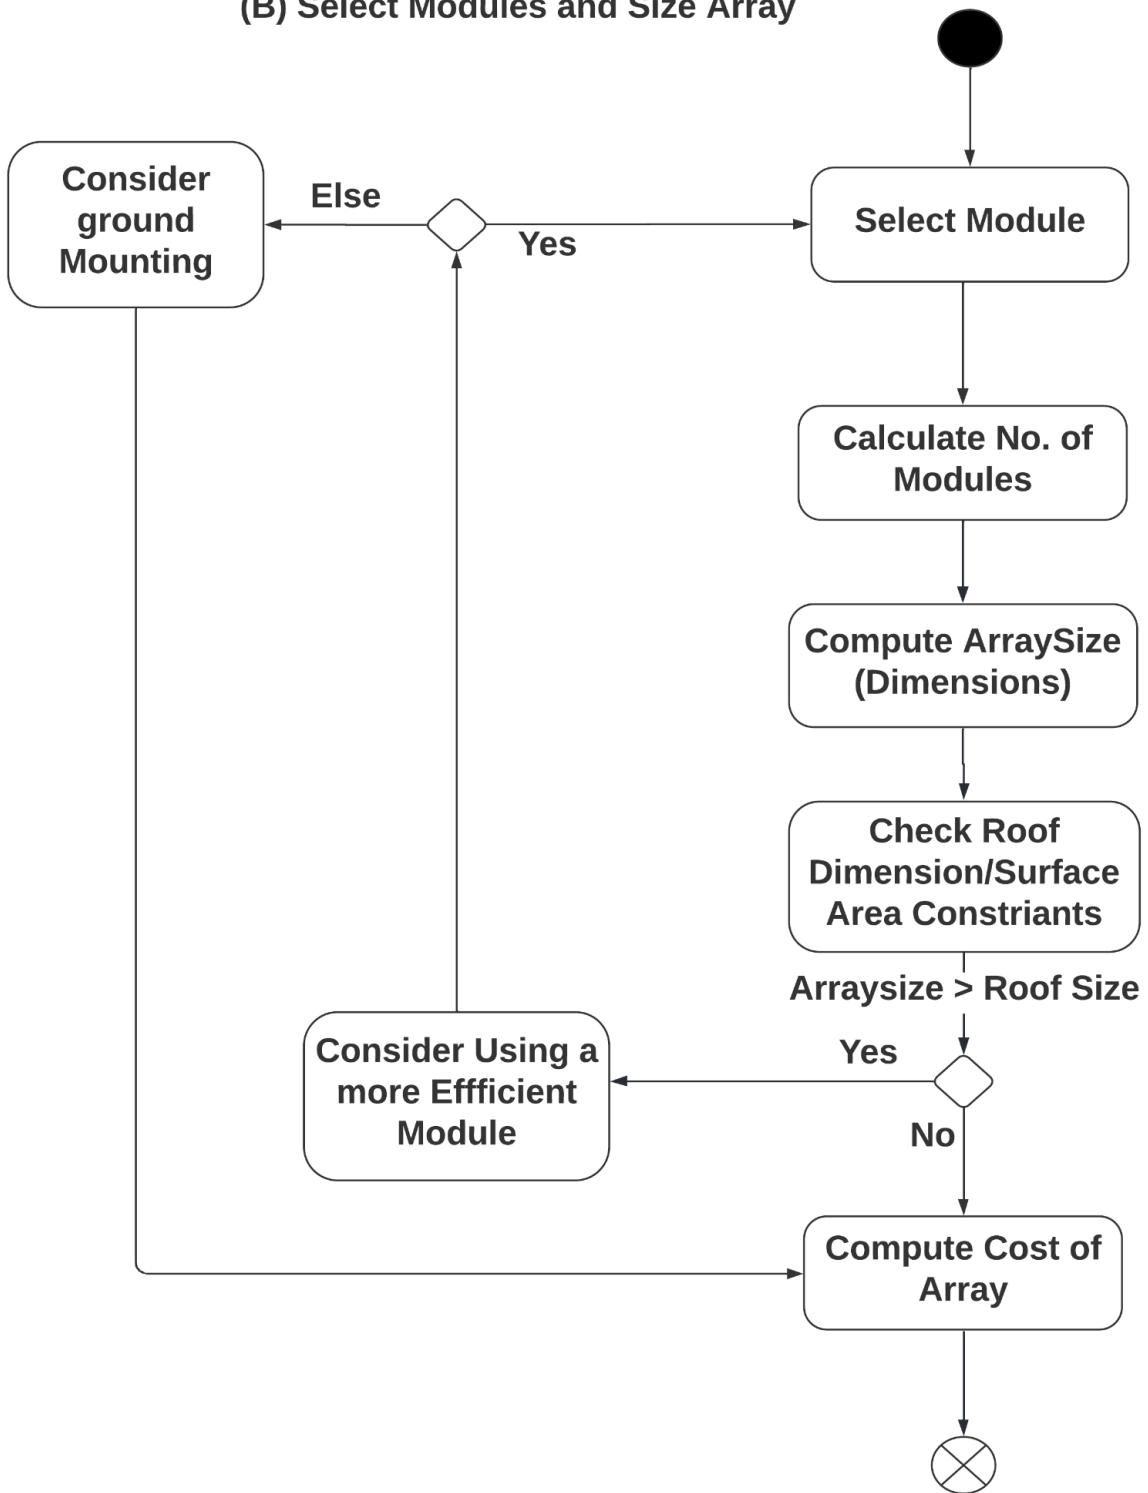 (B) Select Modules and Size Array
Consider
ground
Mounting
Else
Yes
Select Module
Calculate No. of
Modules
Compute ArraySize
(Dimensions)
Check Roof
Dimension/Surface
Area Constriants
Arraysize > Roof Size
Yes
Consider Using a
more Effficient
Module
No
Compute Cost of
Array